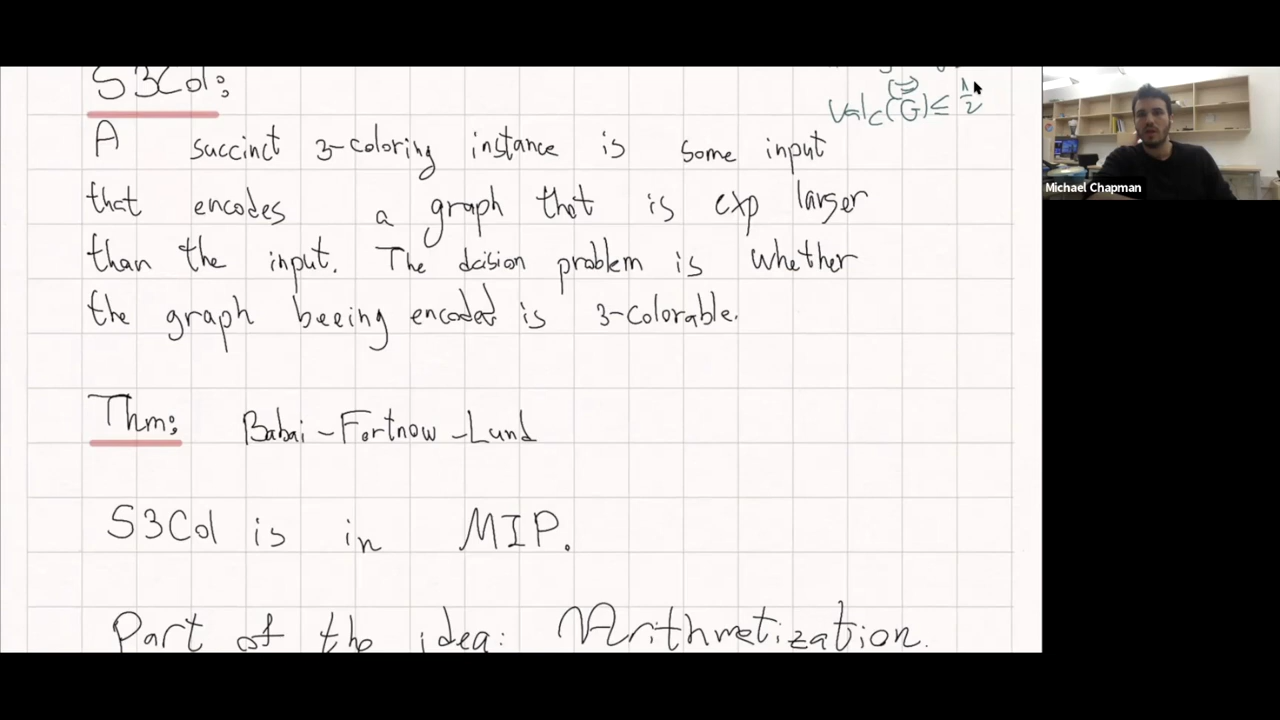 S3Col:
valc(G) ≤ 1/2
A succinct 3-coloring instance is some input
that encodes a graph that is exp larger
than the input. The dcision problem is whether
the graph beeing encoded is 3-colorable.
Thm: Babai-Fortnow-Lund
S3Col is in MIP.
Part of the idea: Arithmetization.
Michael Chapman